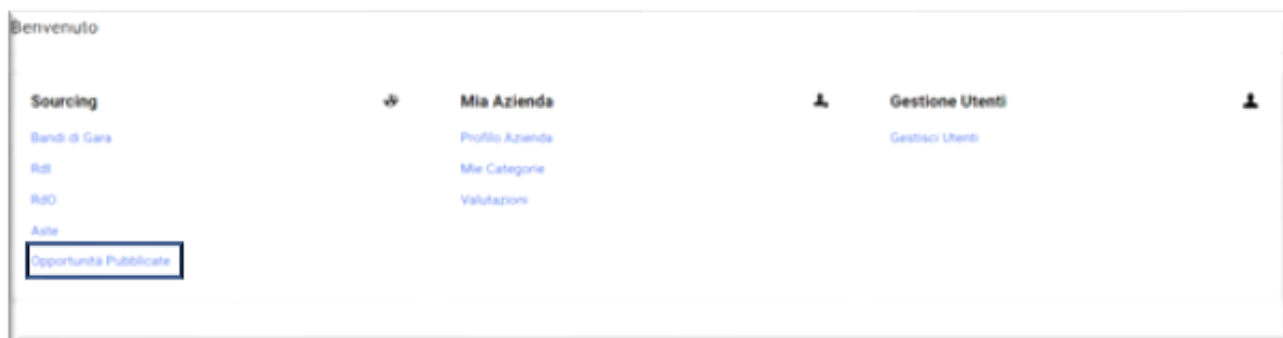 Benvenuto
Sourcing
Bandi di Gara
RdI
RdO
Aste
Opportunità Pubblicate
Mia Azienda
Profilo Azienda
Mie Categorie
Valutazioni
Gestione Utenti
Gestisci Utenti